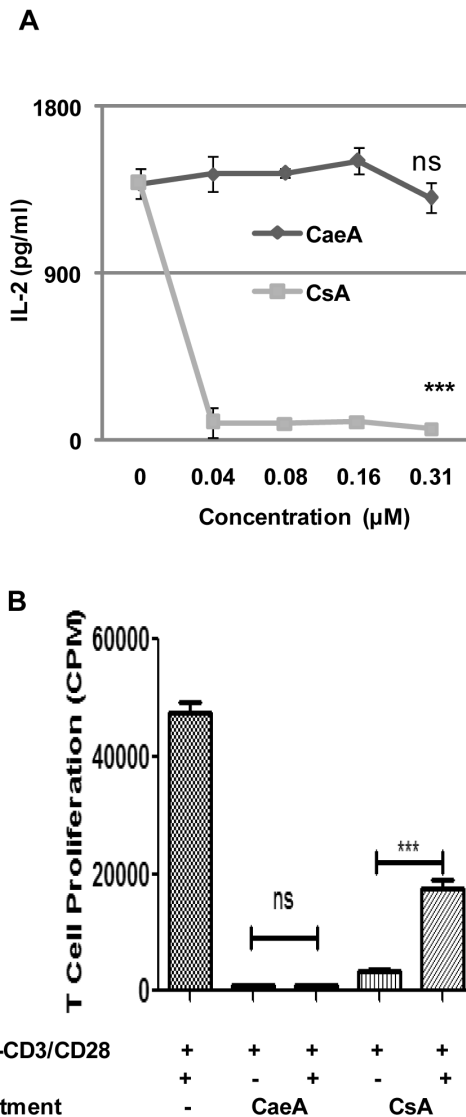 A
1800
ns
CaeA
IL-2 (pg/ml)
900
CsA
***
0
0 0.04 0.08 0.16 0.31
Concentration (µM)
B
T Cell Proliferation (CPM)
60000
40000
20000
0
ns
***
-CD3/CD28 + + + + +
+ - + - +
tment - CaeA CsA